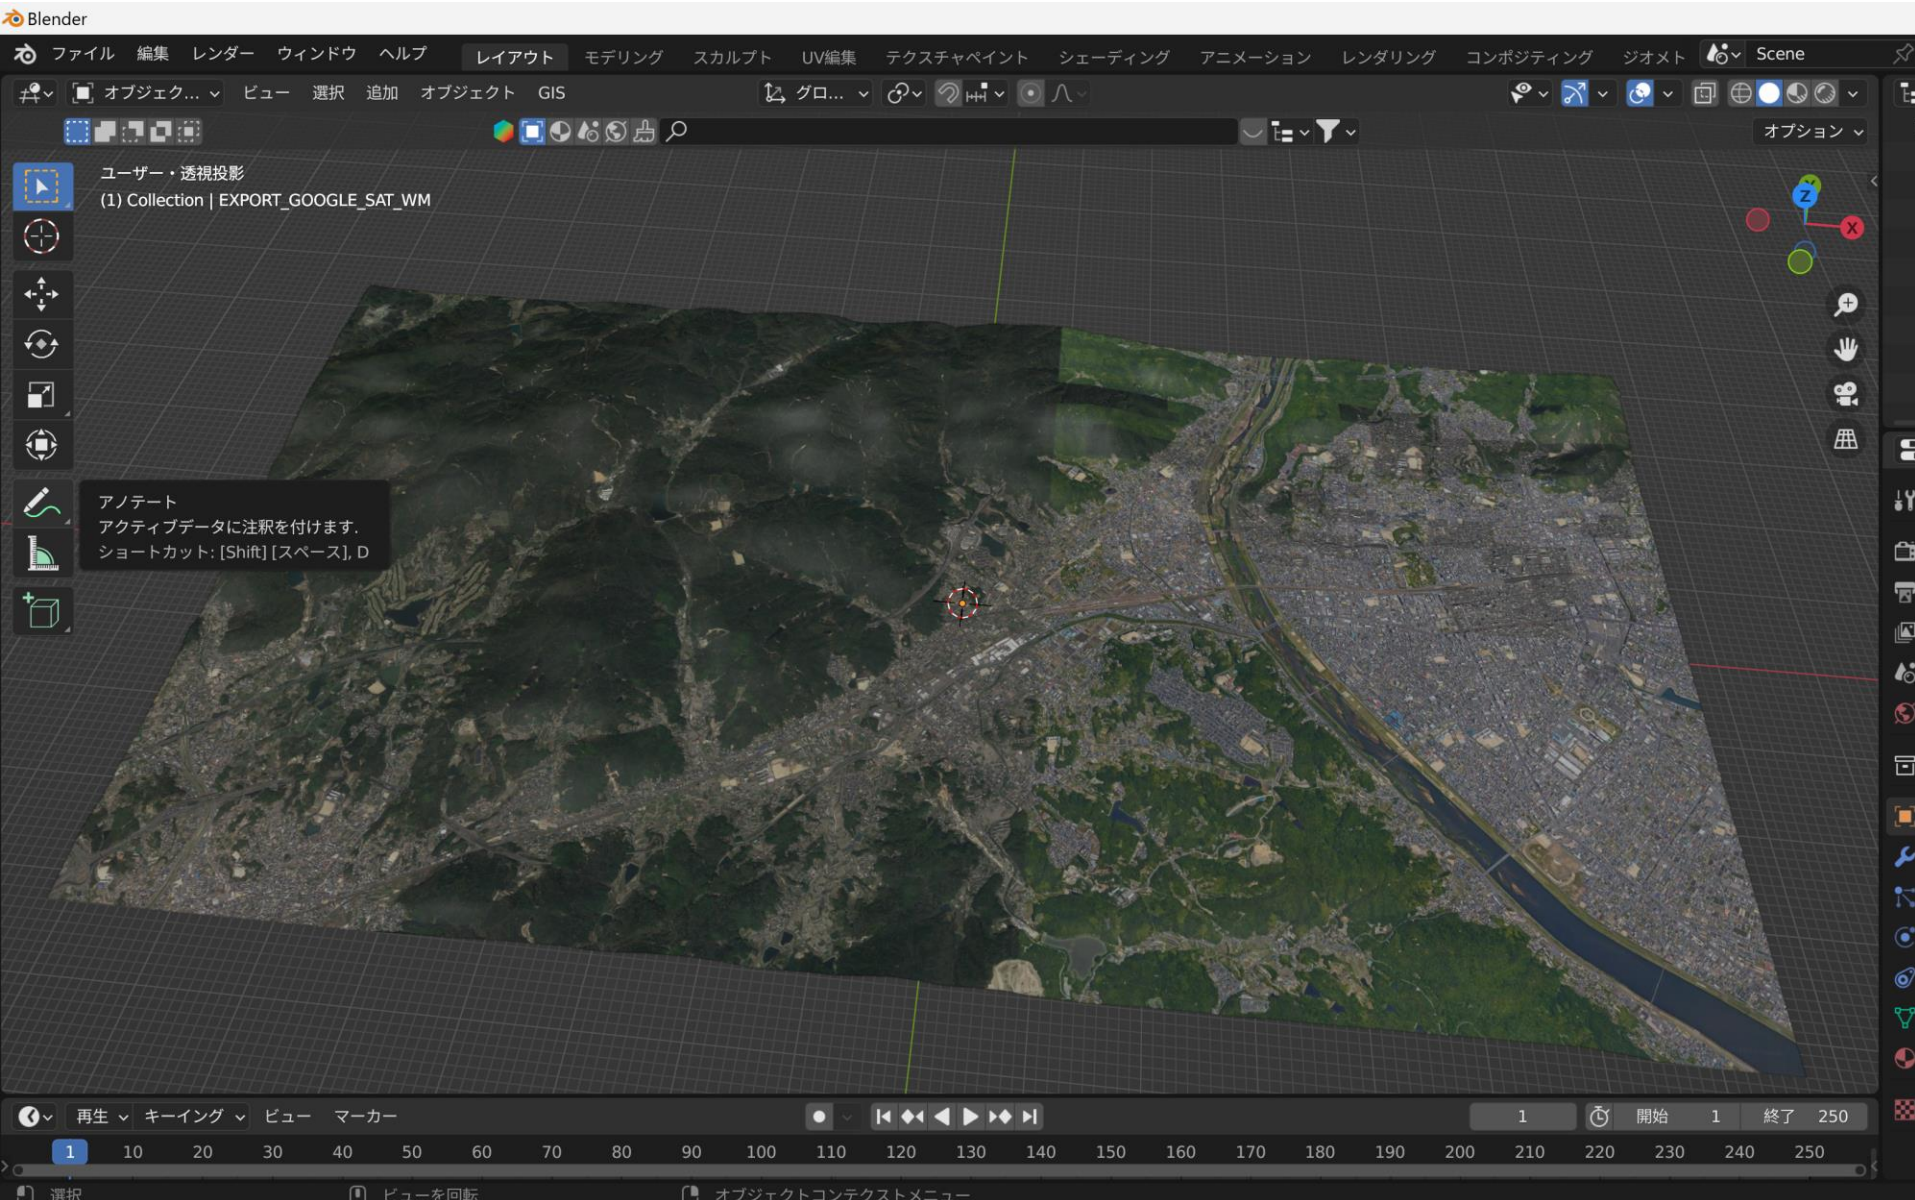 Blender
ファイル 編集 レンダー ウィンドウ ヘルプ レイアウト モデリング スカルプト UV編集 テクスチャペイント シェーディング アニメーション レンダリング コンポジティング ジオメト Scene
オブジェク... ビュー 選択 追加 オブジェクト GIS グロ...
オプション
ユーザー・透視投影
(1) Collection | EXPORT_GOOGLE_SAT_WM
Y
Z
X
アノテート
アクティブデータに注釈を付けます.
ショートカット: [Shift] [スペース], D
再生 キーイング ビュー マーカー 1 開始 1 終了 250
1 10 20 30 40 50 60 70 80 90 100 110 120 130 140 150 160 170 180 190 200 210 220 230 240 250
選択 ビューを回転 オブジェクトコンテクストメニュー